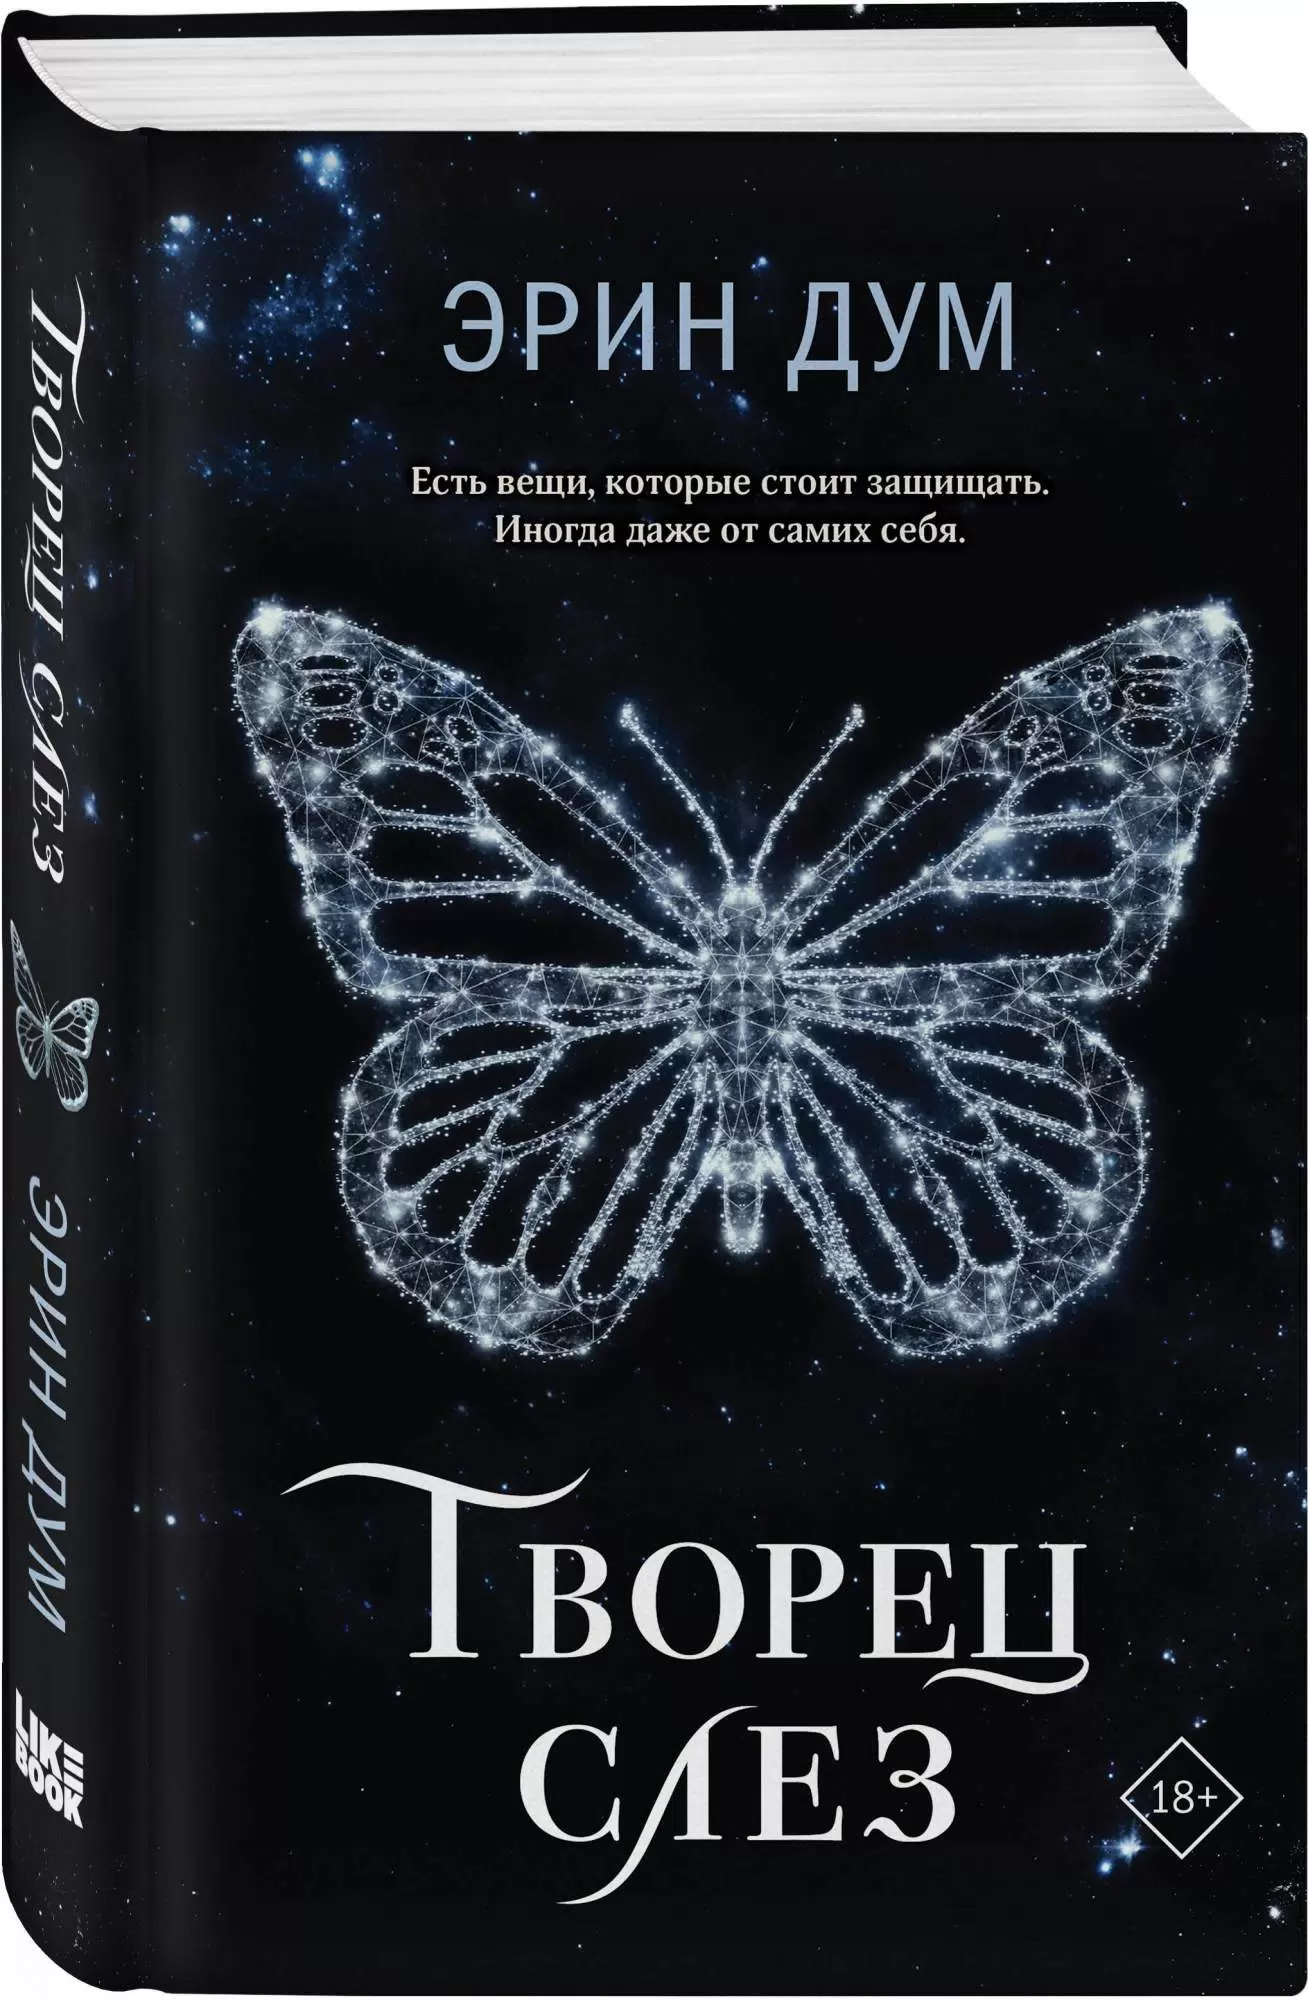 ЭРИН ДУМ
Есть вещи, которые стоит защищать.
Иногда даже от самих себя.
ТВОРЕЦ
СЛЕЗ
18+
ТВОРЕЦ СЛЕЗ
ЭРИН ДУМ
LIKE
BOOK